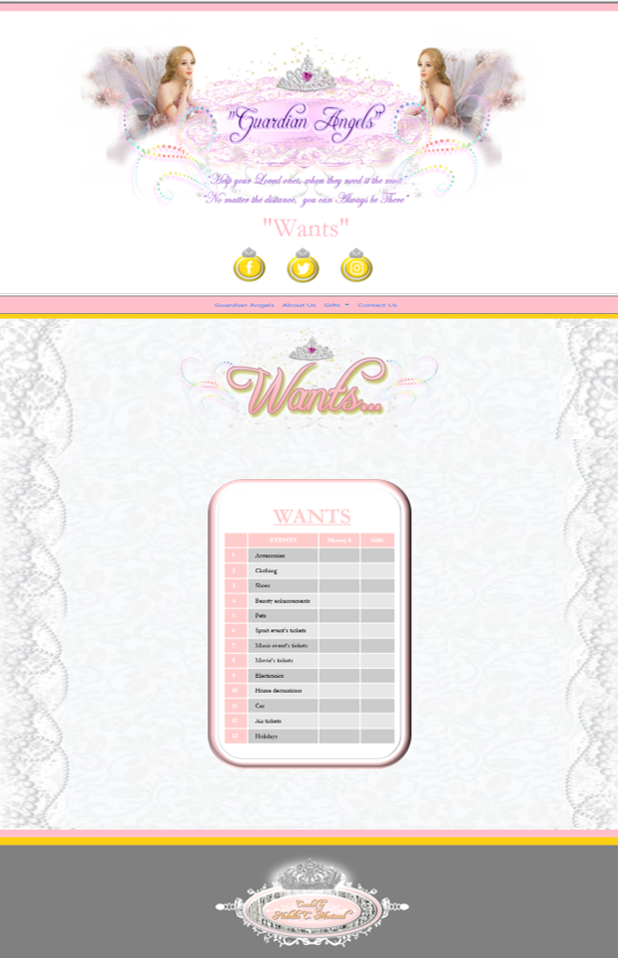 "Guardian Angels"
"Help your Loved ones, when they need it the most"
"No matter the distance, you can Always be There"
"Wants"
Guardian Angels About Us Gifts Contact Us
Wants...
WANTS
EVENTS Money $ Gifts
1 Accessories
2 Clothing
3 Shoes
4 Beauty enhancements
5 Pets
6 Sport event's tickets
7 Music event's tickets
8 Movie's tickets
9 Electronics
10 Home decorations
11 Car
12 Air tickets
13 Holidays